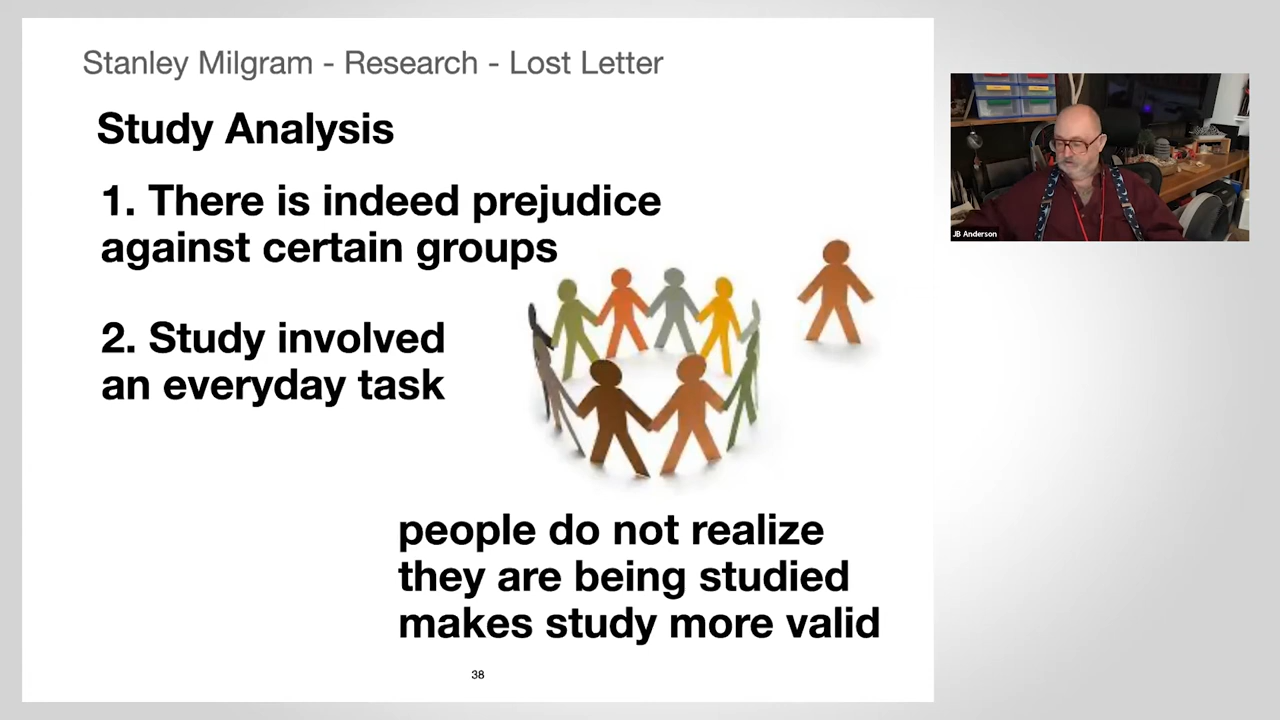 Stanley Milgram - Research - Lost Letter
Study Analysis
1. There is indeed prejudice
against certain groups
2. Study involved
an everyday task
people do not realize
they are being studied
makes study more valid
38
JB Anderson